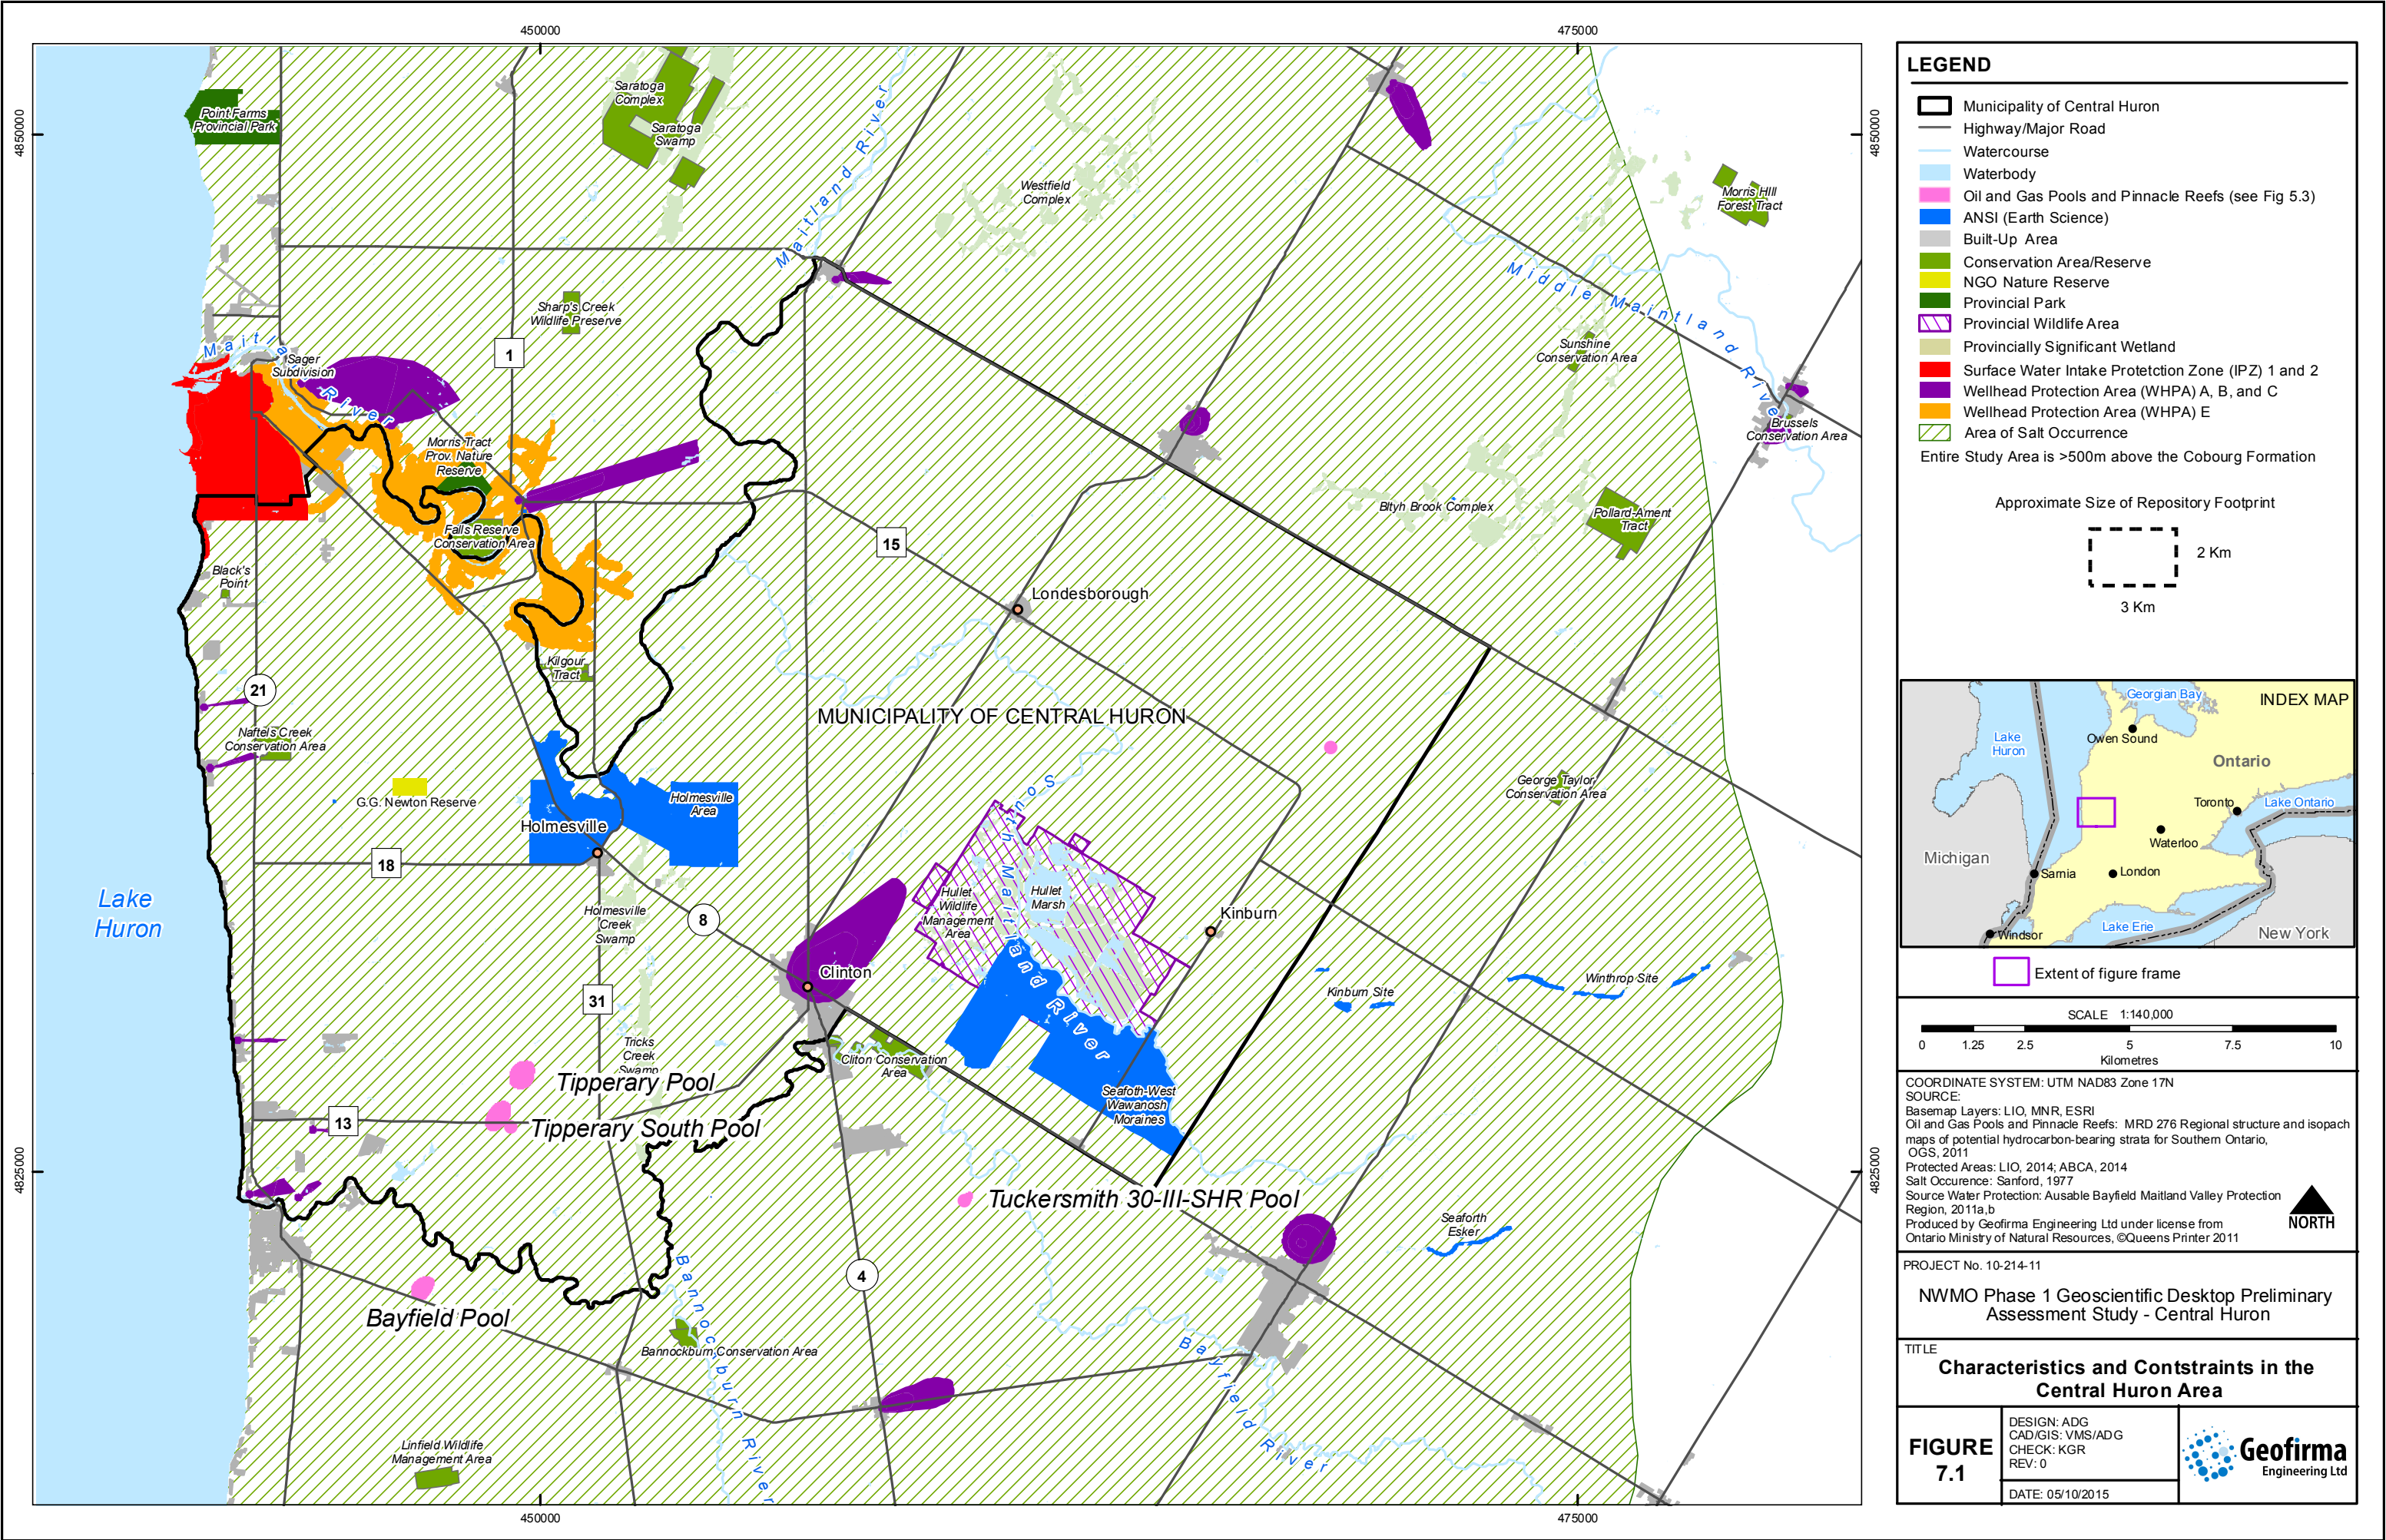 450000
475000
4850000
4850000
4825000
4825000
450000
475000
Point Farms
Provincial Park
Saratoga
Complex
Saratoga
Swamp
Maitland River
Westfield
Complex
Morris HIll
Forest Tract
Middle Maintland River
Sharp's Creek
Wildlife Preserve
Sunshine
Conservation Area
Maitla
River
Sager
Subdivision
1
Brussels
Conservation Area
Morris Tract
Prov. Nature
Reserve
Falls Reserve
Conservation Area
Bltyh Brook Complex
Pollard-Ament
Tract
15
Black's
Point
Londesborough
Kilgour
Tract
21
MUNICIPALITY OF CENTRAL HURON
Naftels Creek
Conservation Area
G.G. Newton Reserve
Holmesville
Area
Holmesville
George Taylor
Conservation Area
South Maitland River
18
Hullet
Wildlife
Management
Area
Hullet
Marsh
Lake
Huron
Holmesville
Creek
Swamp
8
Kinburn
Clinton
Kinburn Site
Winthrop Site
31
Tricks
Creek
Swamp
Cliton Conservation
Area
Seafoth-West
Wawanosh
Moraines
Tipperary Pool
13
Tipperary South Pool
Tuckersmith 30-III-SHR Pool
Seaforth
Esker
4
Bayfield Pool
Bannockburn River
Bannockburn Conservation Area
Bayfield River
Linfield Wildlife
Management Area
LEGEND
Municipality of Central Huron
Highway/Major Road
Watercourse
Waterbody
Oil and Gas Pools and Pinnacle Reefs (see Fig 5.3)
ANSI (Earth Science)
Built-Up Area
Conservation Area/Reserve
NGO Nature Reserve
Provincial Park
Provincial Wildlife Area
Provincially Significant Wetland
Surface Water Intake Protetction Zone (IPZ) 1 and 2
Wellhead Protection Area (WHPA) A, B, and C
Wellhead Protection Area (WHPA) E
Area of Salt Occurrence
Entire Study Area is >500m above the Cobourg Formation
Approximate Size of Repository Footprint
2 Km
3 Km
INDEX MAP
Georgian Bay
Lake
Huron
Owen Sound
Ontario
Toronto
Lake Ontario
Waterloo
Michigan
Sarnia
London
Lake Erie
New York
Windsor
Extent of figure frame
SCALE 1:140,000
0 1.25 2.5 5 7.5 10
Kilometres
COORDINATE SYSTEM: UTM NAD83 Zone 17N
SOURCE:
Basemap Layers: LIO, MNR, ESRI
Oil and Gas Pools and Pinnacle Reefs: MRD 276 Regional structure and isopach
maps of potential hydrocarbon-bearing strata for Southern Ontario,
OGS, 2011
Protected Areas: LIO, 2014; ABCA, 2014
Salt Occurence: Sanford, 1977
Source Water Protection: Ausable Bayfield Maitland Valley Protection
Region, 2011a,b
Produced by Geofirma Engineering Ltd under license from
Ontario Ministry of Natural Resources, ©Queens Printer 2011
NORTH
PROJECT No. 10-214-11
NWMO Phase 1 Geoscientific Desktop Preliminary
Assessment Study - Central Huron
TITLE
Characteristics and Contstraints in the
Central Huron Area
FIGURE
7.1
DESIGN: ADG
CAD/GIS: VMS/ADG
CHECK: KGR
REV: 0
DATE: 05/10/2015
Geofirma
Engineering Ltd